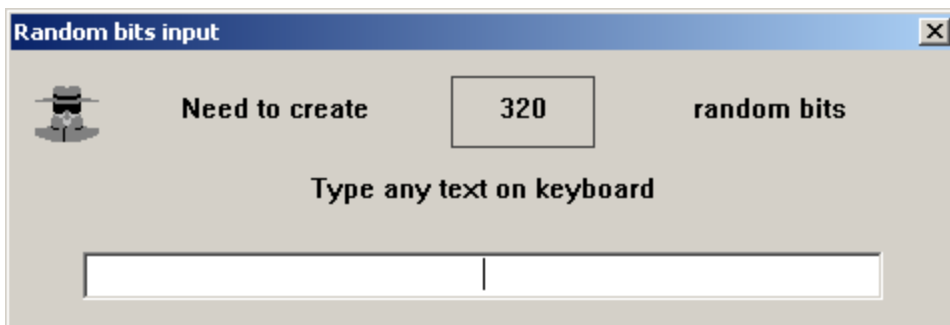 Random bits input
Need to create 320 random bits
Type any text on keyboard